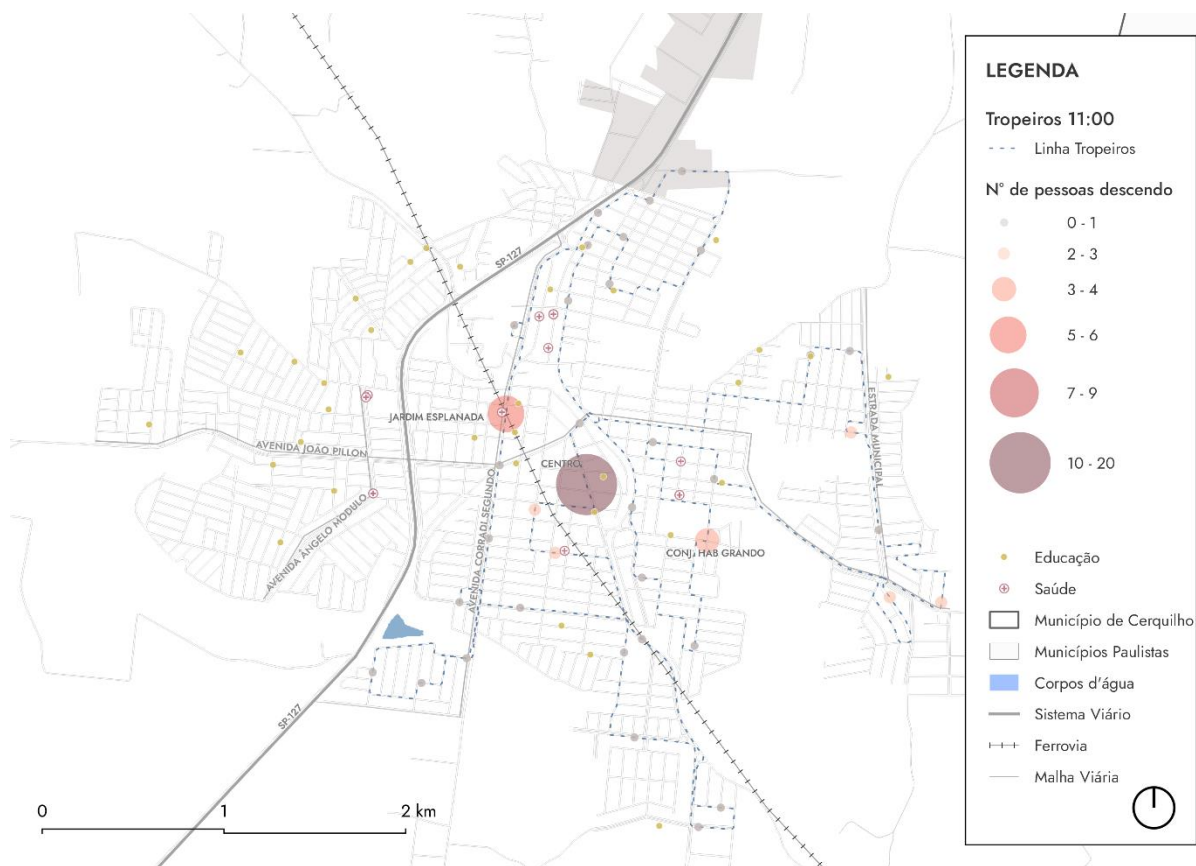 SP-127
JARDIM ESPLANADA
AVENIDA JOÃO PILLON
CENTRO
ESTRADA MUNICIPAL
AVENIDA ÂNGELO MODULO
AVENIDA CORRADI SEGUNDO
CONJ. HAB GRANDO
SP-127
0 1 2 km
LEGENDA
Tropeiros 11:00
Linha Tropeiros
N° de pessoas descendo
0 - 1
2 - 3
3 - 4
5 - 6
7 - 9
10 - 20
Educação
Saúde
Município de Cerquilho
Municípios Paulistas
Corpos d'água
Sistema Viário
Ferrovia
Malha Viária